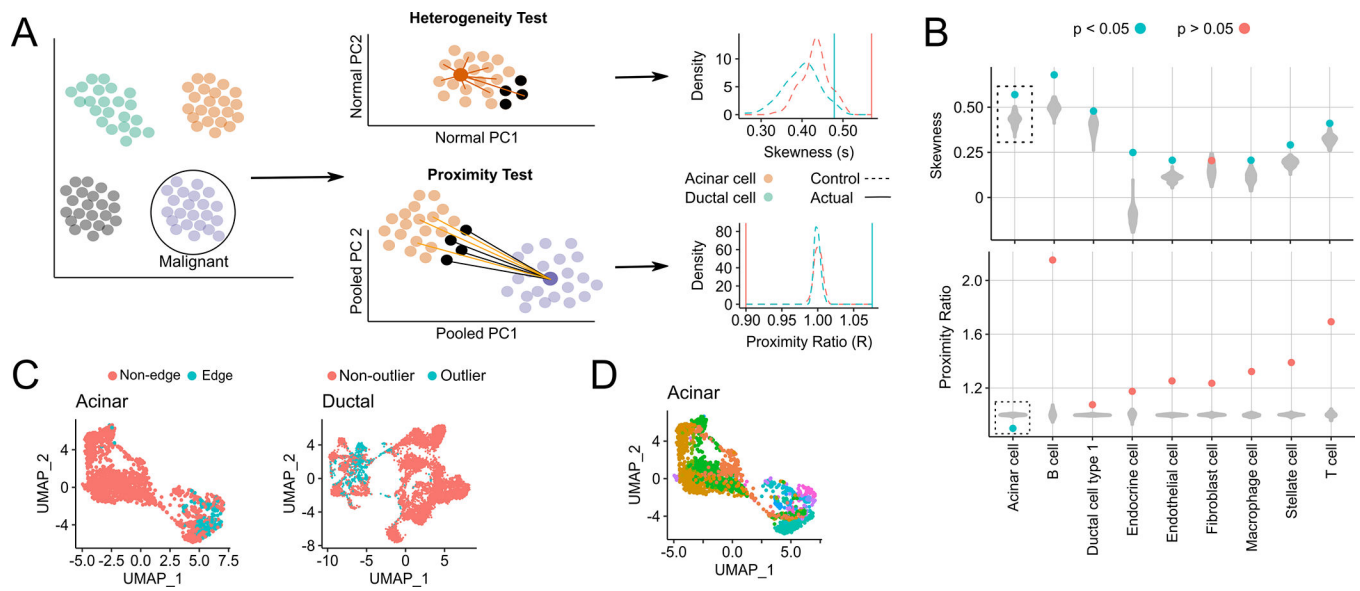 A
Malignant
Heterogeneity Test
Normal PC2
Normal PC1
Proximity Test
Pooled PC 2
Pooled PC1
Density
10
5
0
0.30
0.40
0.50
Skewness (s)
Acinar cell
Control
Ductal cell
Actual
Density
80
60
40
20
0
0.90
1.00
1.05
Proximity Ratio (R)
B
p < 0.05
p > 0.05
Skewness
0.50
0.25
0
Proximity Ratio
2.0
1.6
1.2
Acinar cell
B cell
Ductal cell type 1
Endocrine cell
Endothelial cell
Fibroblast cell
Macrophage cell
Stellate cell
T cell
C
Non-edge
Edge
Acinar
UMAP_2
4
0
-4
-5.0
-2.5
0.0
2.5
5.0
7.5
UMAP_1
Non-outlier
Outlier
Ductal
UMAP_2
4
0
-4
-8
-10
-5
0
5
UMAP_1
D
Acinar
UMAP_2
4
0
-4
-5.0
0.0
5.0
UMAP_1